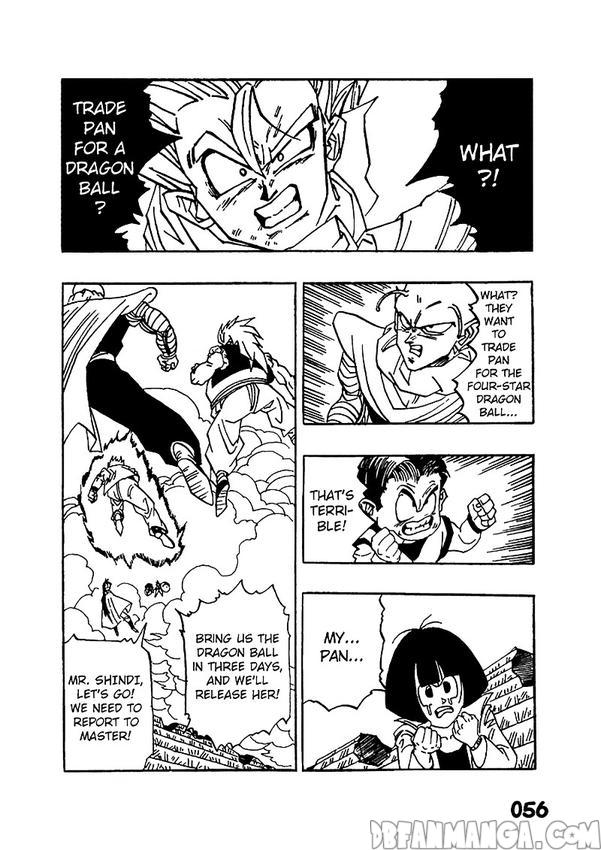 WHAT
?!
TRADE
PAN
FOR A
DRAGON
BALL
?
WHAT?
THEY
WANT
TO
TRADE
PAN
FOR THE
FOUR-STAR
DRAGON
BALL...
THAT'S
TERRI-
BLE!
MY...
PAN...
BRING US THE
DRAGON BALL
IN THREE DAYS,
AND WE'LL
RELEASE HER!
MR. SHINDI,
LET'S GO!
WE NEED TO
REPORT TO
MASTER!
056
DBFANMANGA.COM